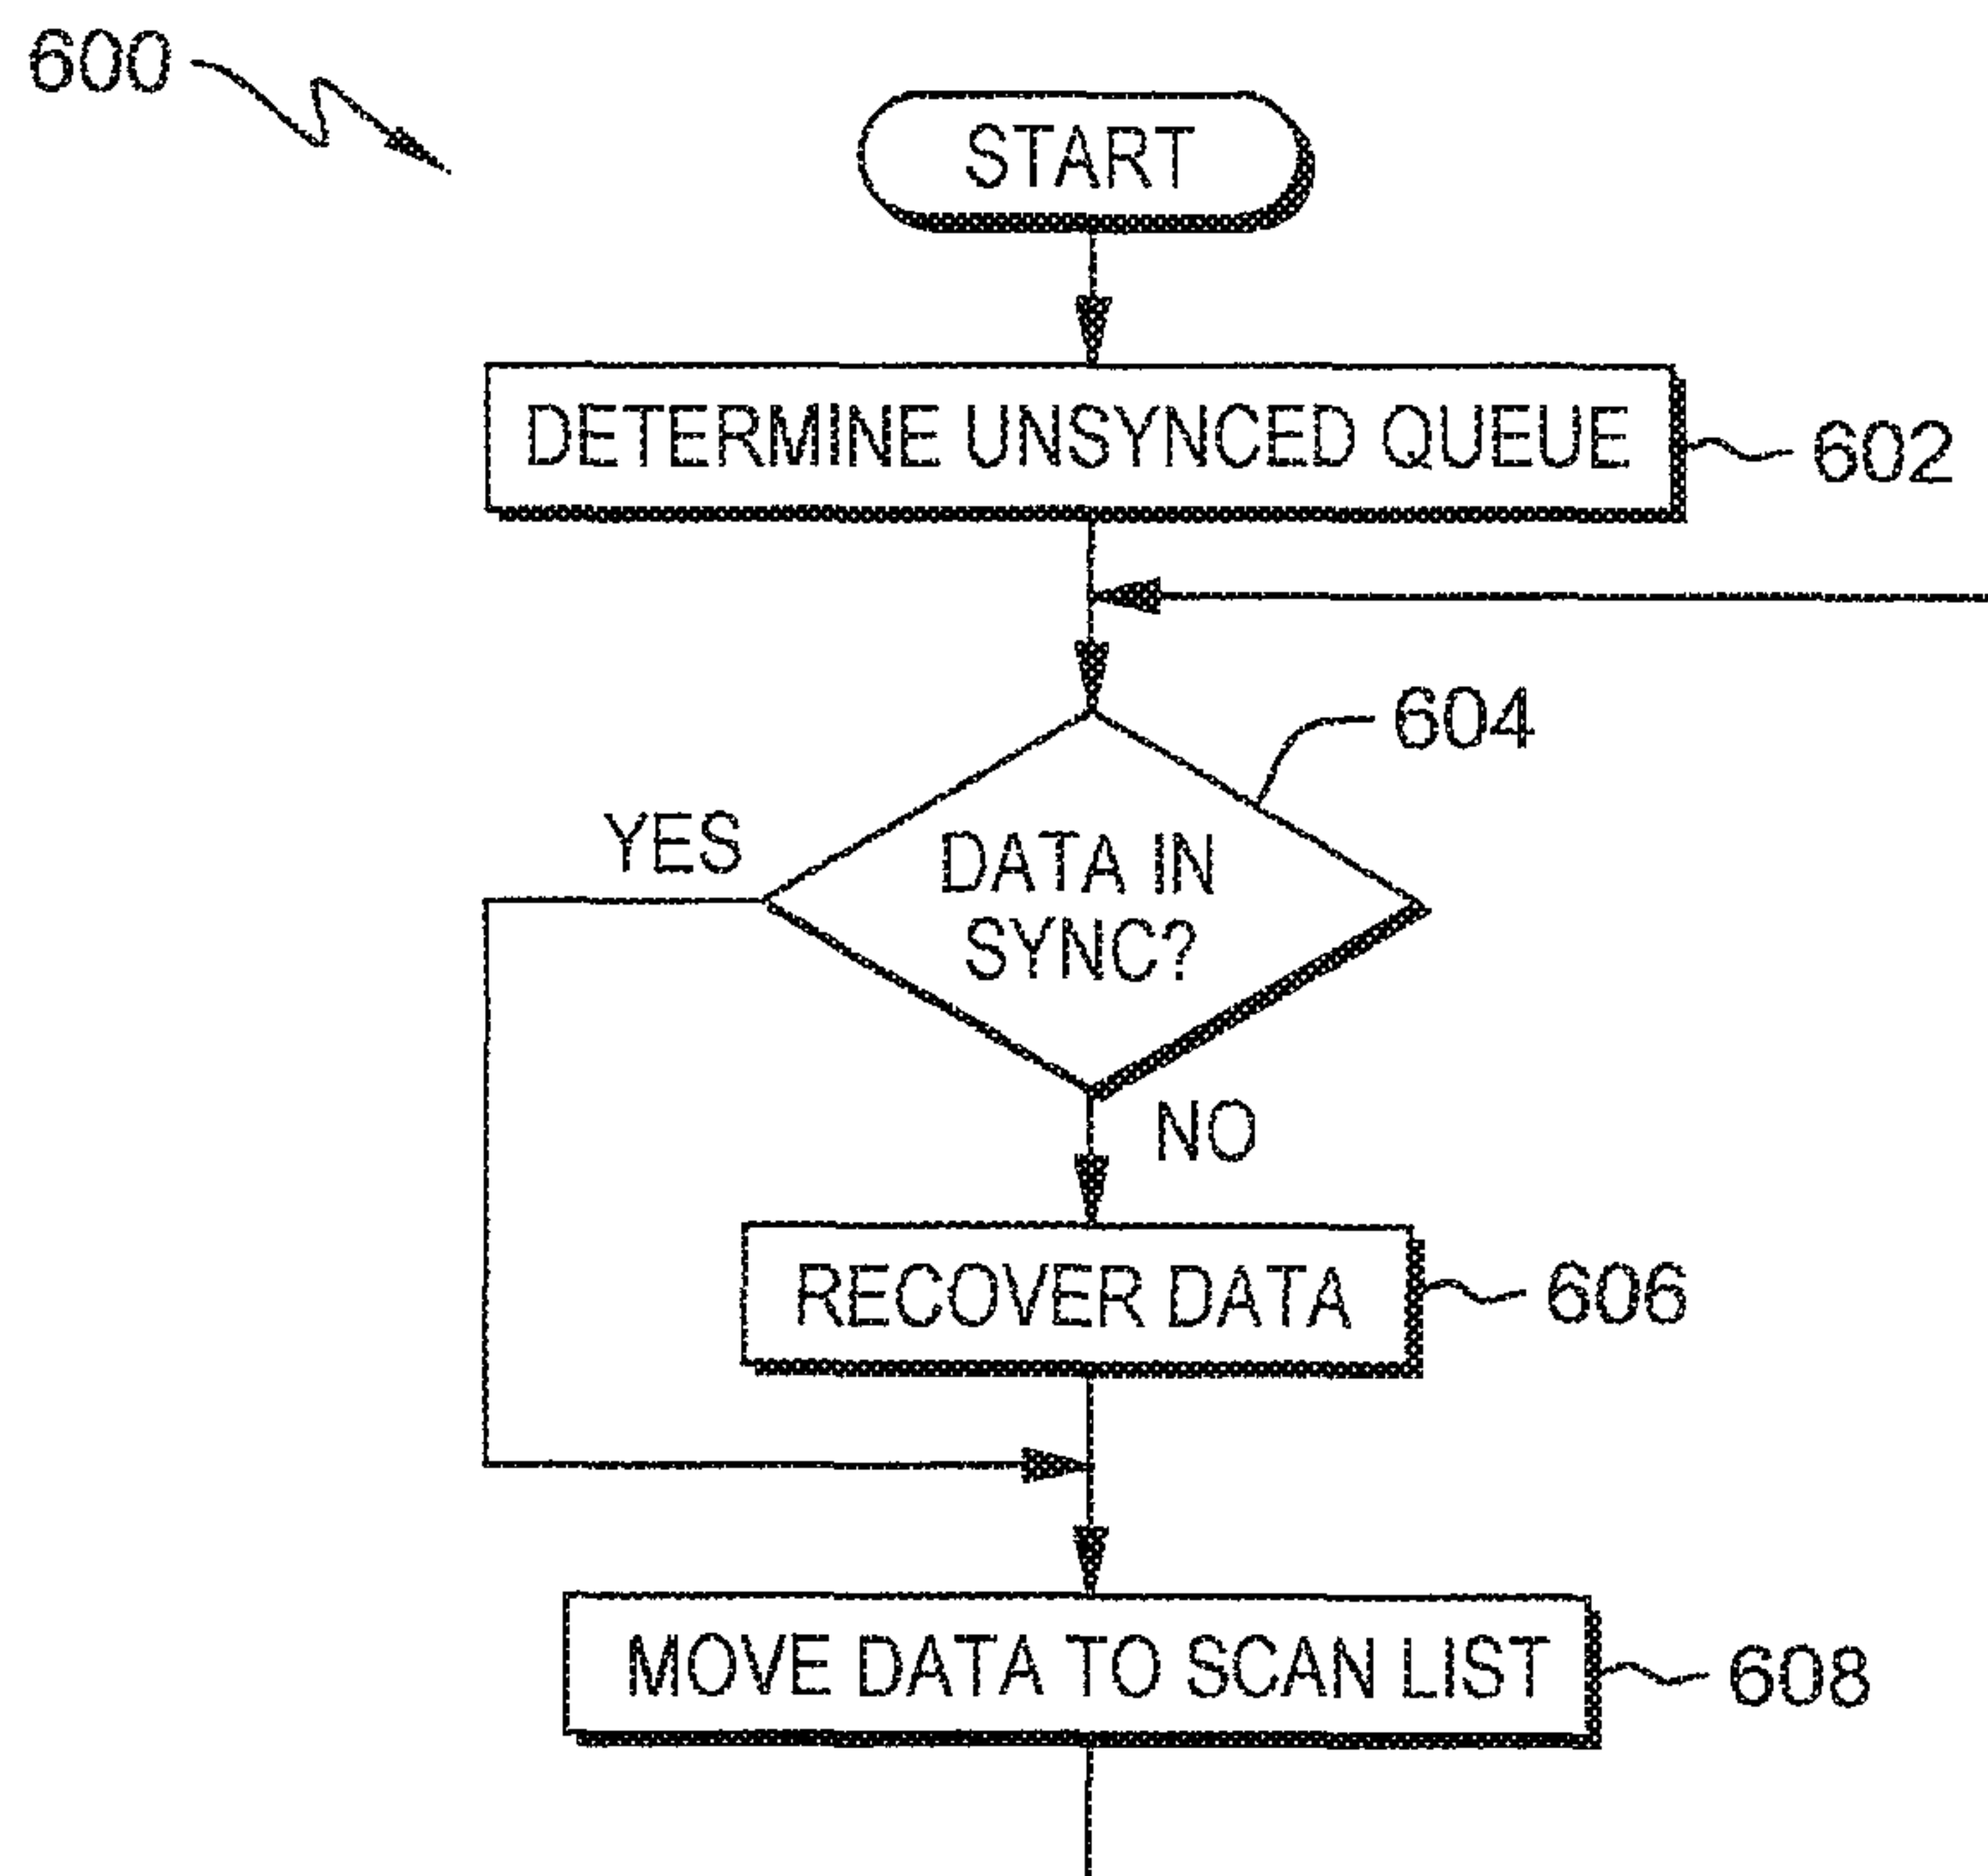 600
START
DETERMINE UNSYNCED QUEUE
602
604
YES
DATA IN
SYNC?
NO
RECOVER DATA
606
MOVE DATA TO SCAN LIST
608